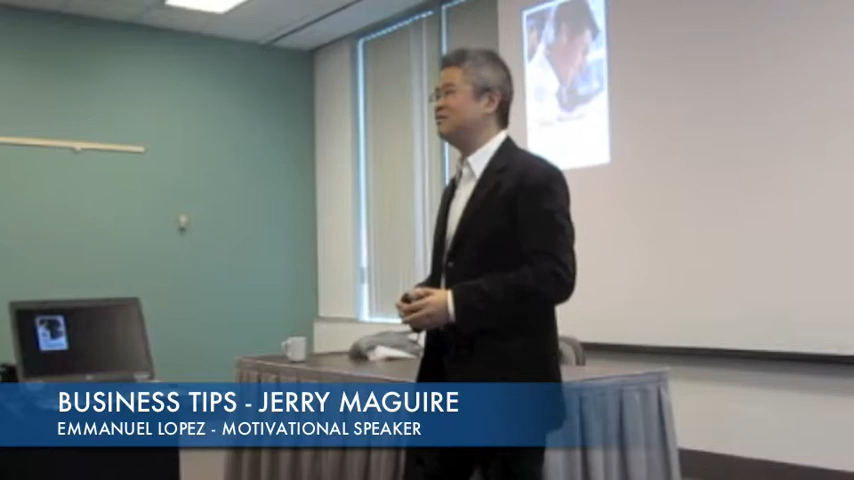 BUSINESS TIPS - JERRY MAGUIRE
EMMANUEL LOPEZ - MOTIVATIONAL SPEAKER